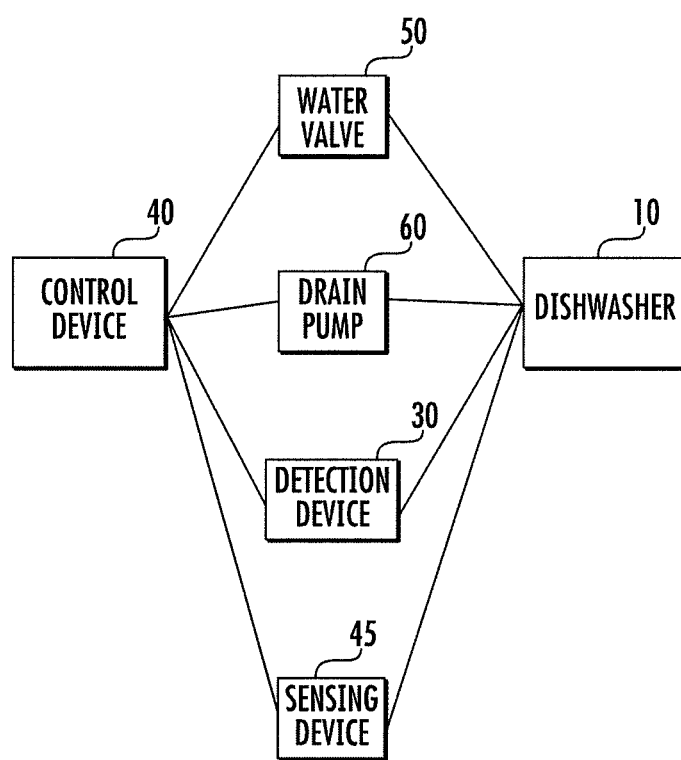 50
WATER
VALVE
40
CONTROL
DEVICE
60
DRAIN
PUMP
10
DISHWASHER
30
DETECTION
DEVICE
45
SENSING
DEVICE